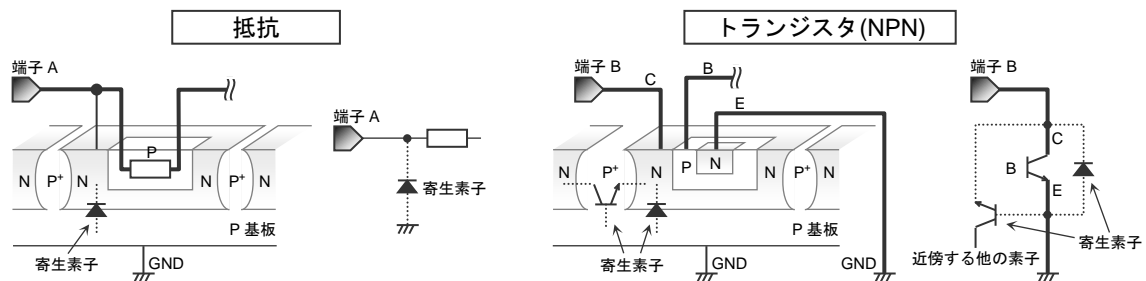 抵抗
トランジスタ(NPN)
端子 A
端子 A
P
N
P+
N
N
P+
N
寄生素子
P 基板
寄生素子
GND
端子 B
C
B
E
N
P+
N
P
N
N
P+
N
P 基板
寄生素子
GND
GND
端子 B
C
B
E
寄生素子
近傍する他の素子